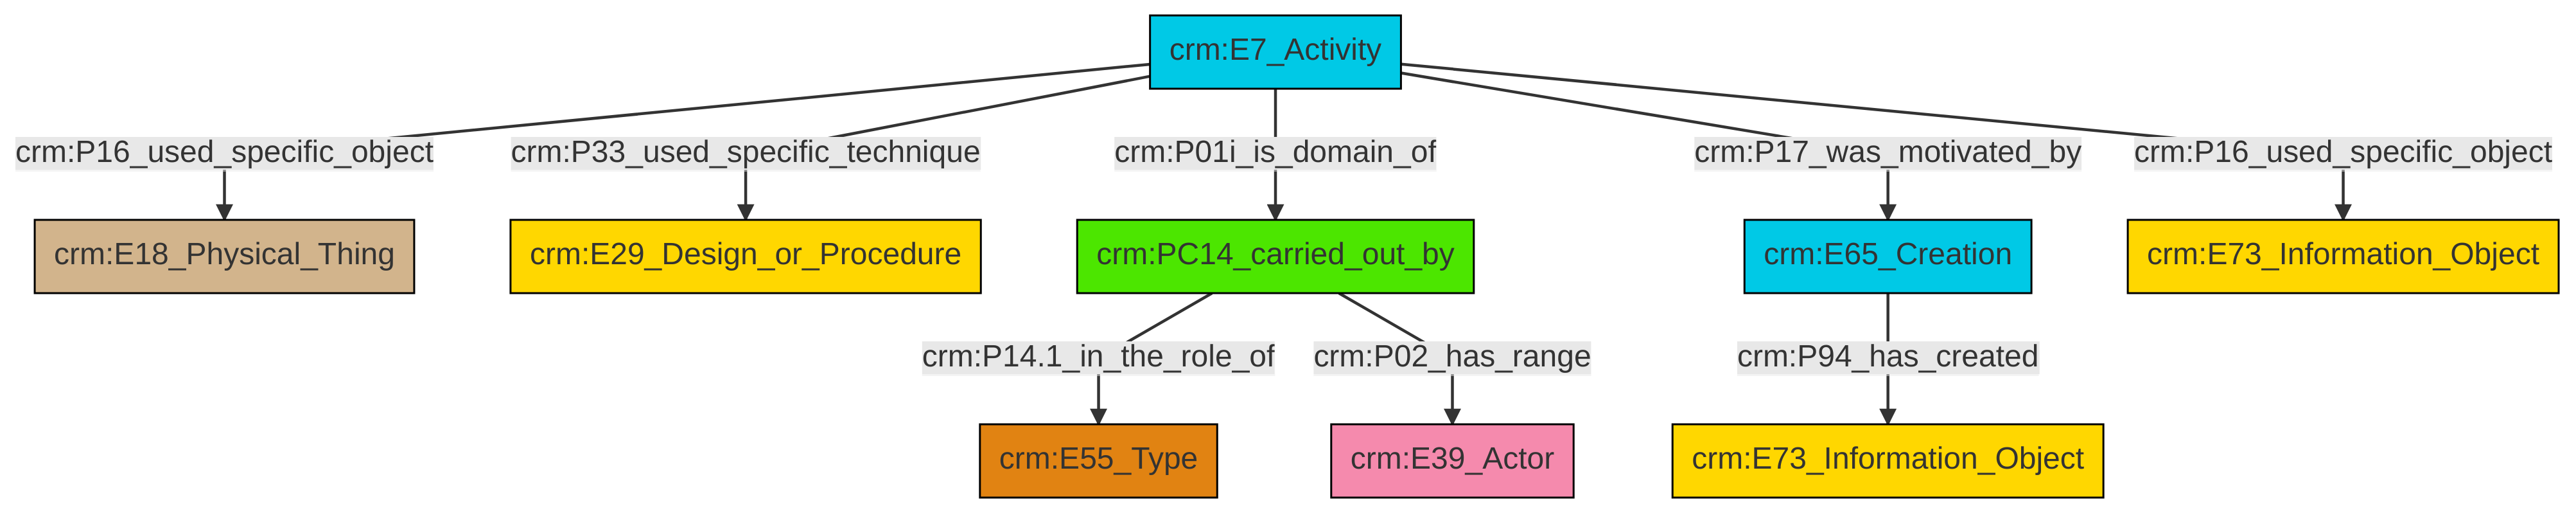 crm:E7_Activity
crm:P16_used_specific_object
crm:P33_used_specific_technique
crm:P01i_is_domain_of
crm:P17_was_motivated_by
crm:P16_used_specific_object
crm:E18_Physical_Thing
crm:E29_Design_or_Procedure
crm:PC14_carried_out_by
crm:E65_Creation
crm:E73_Information_Object
crm:P14.1_in_the_role_of
crm:P02_has_range
crm:P94_has_created
crm:E55_Type
crm:E39_Actor
crm:E73_Information_Object